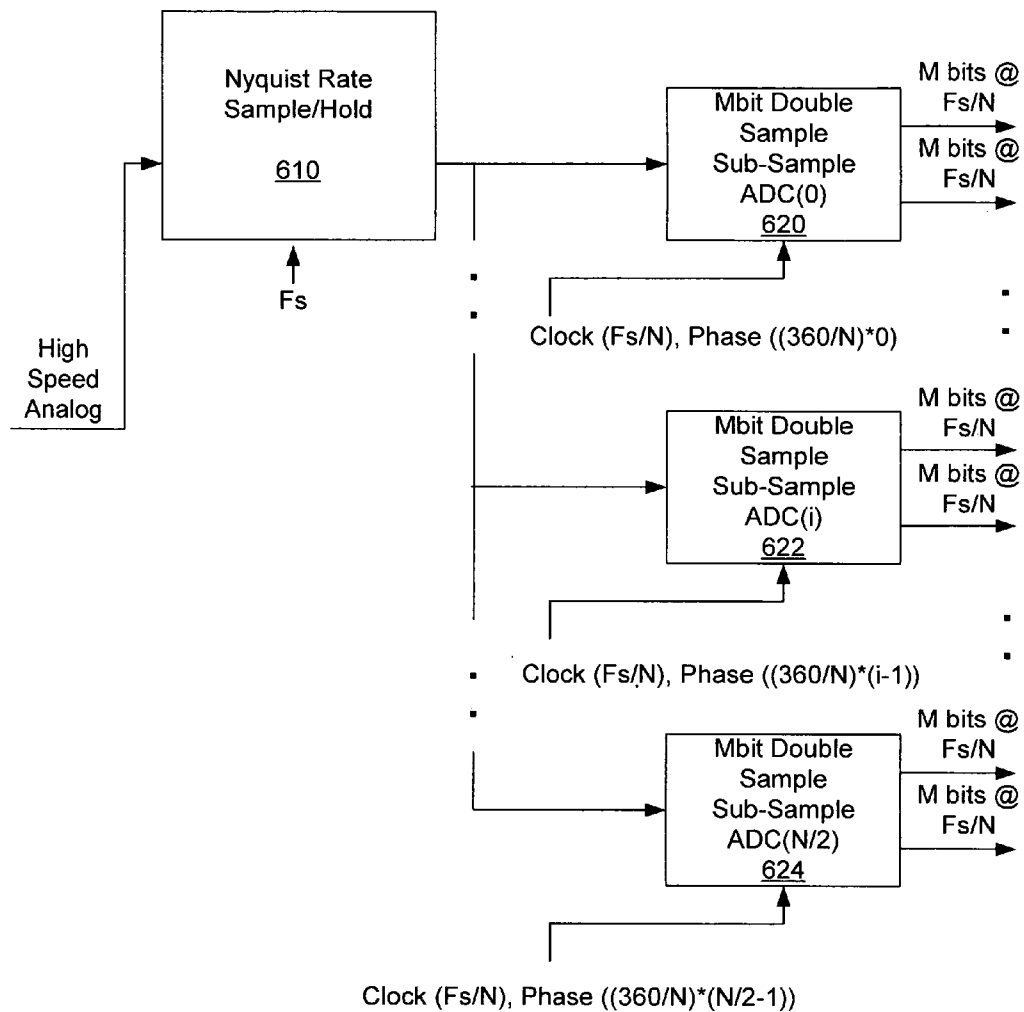 Nyquist Rate
Sample/Hold
610
Fs
High
Speed
Analog
Mbit Double
Sample
Sub-Sample
ADC(0)
620
M bits @
Fs/N
M bits @
Fs/N
Clock (Fs/N), Phase ((360/N)*0)
Mbit Double
Sample
Sub-Sample
ADC(i)
622
M bits @
Fs/N
M bits @
Fs/N
Clock (Fs/N), Phase ((360/N)*(i-1))
Mbit Double
Sample
Sub-Sample
ADC(N/2)
624
M bits @
Fs/N
M bits @
Fs/N
Clock (Fs/N), Phase ((360/N)*(N/2-1))